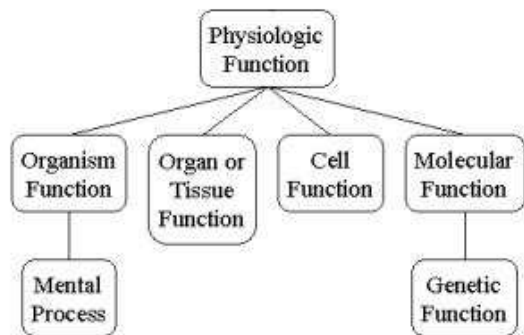 Physiologic
Function
Organism
Function
Organ or
Tissue
Function
Cell
Function
Molecular
Function
Mental
Process
Genetic
Function